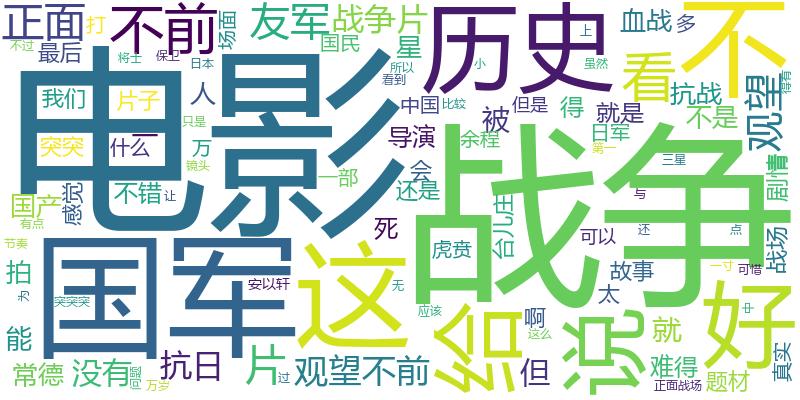 正面
不前
友军
战争片
历史
血战
多
不
不过
打
场面
国民
星
看
上
虽然
最后
将士
保卫
日本
所以
看到
小
得有
我们
片子
人
中国
比较
但是
得
就是
抗战
观望
电影
战争
突突
一
什么
只是
万
导演
被
余程
日军
不是
第一
镜头
会
三星
剧情
不错
让
一部
还是
与
国产
感觉
死
虎贲
台儿庄
可以
还
点
战场
有点
国军
这
给
说
好
节奏
拍
安以轩
无
故事
一寸
可惜
为
突突突
应该
啊
太
中
能
这么
就
真实
常德
没有
问题
抗日
片
观望不前
但
难得
万岁
过
正面战场
题材